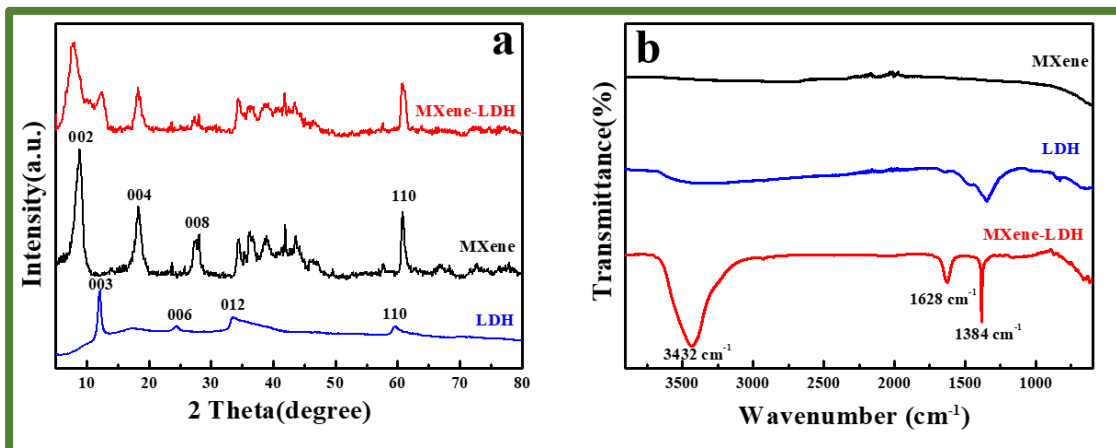 a
Intensity(a.u.)
MXene-LDH
002
004
008
110
MXene
003
006
012
110
LDH
10 20 30 40 50 60 70 80
2 Theta(degree)
b
Transmittance(%)
MXene
LDH
MXene-LDH
1628 cm⁻¹
1384 cm⁻¹
3432 cm⁻¹
3500 3000 2500 2000 1500 1000
Wavenumber (cm⁻¹)